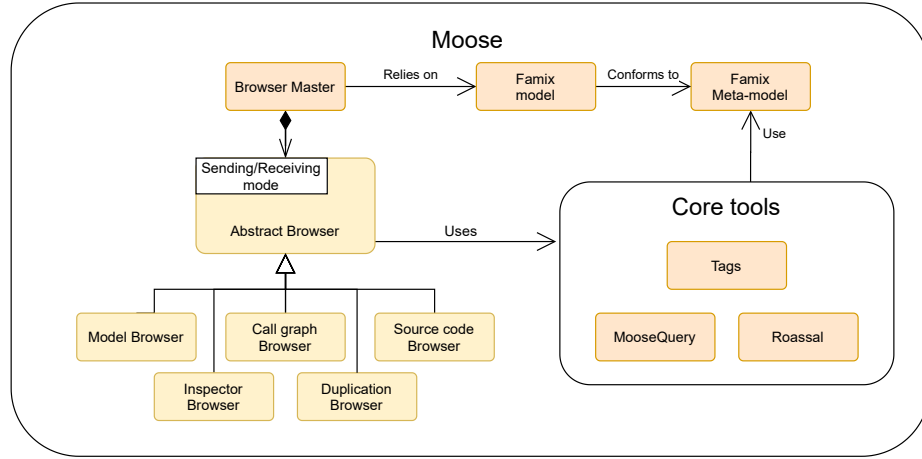 Moose
Browser Master
Relies on
Famix
model
Conforms to
Famix
Meta-model
Use
Sending/Receiving
mode
Abstract Browser
Uses
Core tools
Tags
MooseQuery
Roassal
Model Browser
Call graph
Browser
Source code
Browser
Inspector
Browser
Duplication
Browser